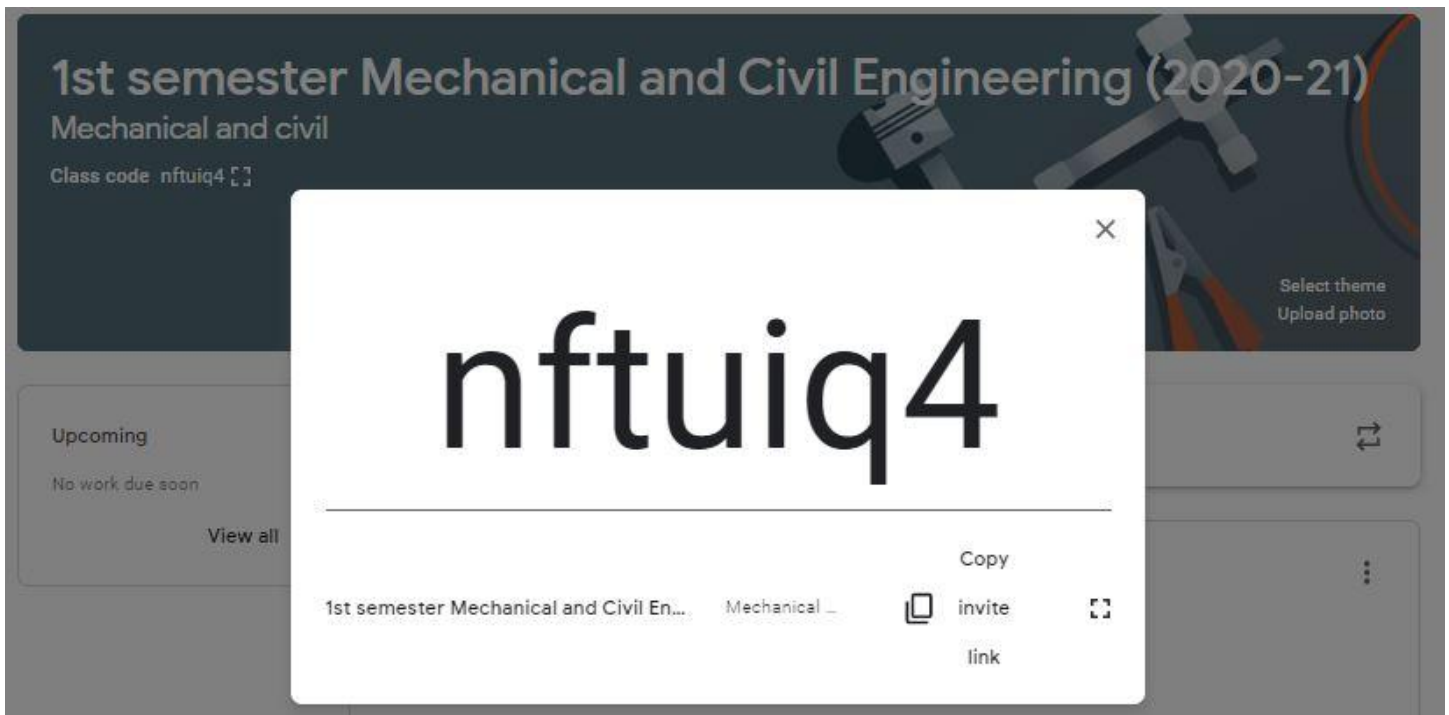 1st semester Mechanical and Civil Engineering (2020-21)
Mechanical and civil
Class code nftuiq4
Select theme
Upload photo
nftuiq4
Upcoming
No work due soon
View all
1st semester Mechanical and Civil En... Mechanical ...
Copy
invite
link